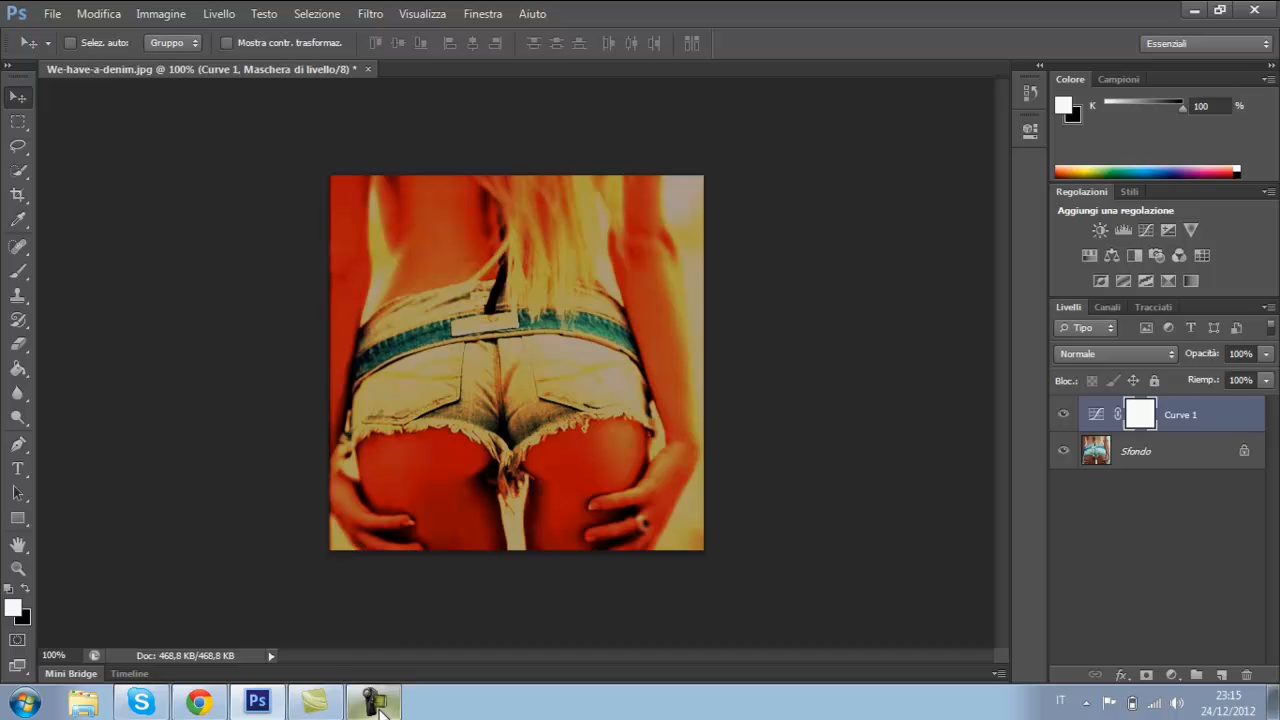 Ps File Modifica Immagine Livello Testo Selezione Filtro Visualizza Finestra Aiuto
Selez. auto: Gruppo Mostra contr. trasformaz. Essenziali
We-have-a-denim.jpg @ 100% (Curve 1, Maschera di livello/8) * ×
Colore Campioni
K 100 %
Regolazioni Stili
Aggiungi una regolazione
Livelli Canali Tracciati
Tipo
Normale Opacità: 100%
Bloc.: Riemp.: 100%
Curve 1
Sfondo
100% Doc: 468,8 KB/468,8 KB
Mini Bridge Timeline
Ps IT 23:15
24/12/2012